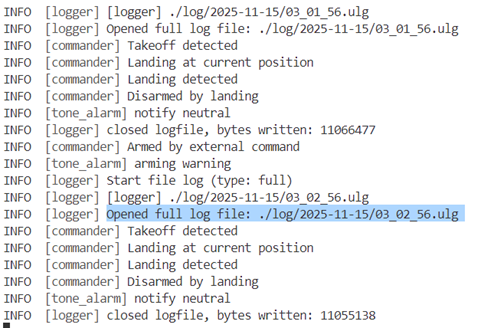 INFO  [logger] [logger] ./log/2025-11-15/03_01_56.ulg
INFO  [logger] Opened full log file: ./log/2025-11-15/03_01_56.ulg
INFO  [commander] Takeoff detected
INFO  [commander] Landing at current position
INFO  [commander] Landing detected
INFO  [commander] Disarmed by landing
INFO  [tone_alarm] notify neutral
INFO  [logger] closed logfile, bytes written: 11066477
INFO  [commander] Armed by external command
INFO  [tone_alarm] arming warning
INFO  [logger] Start file log (type: full)
INFO  [logger] [logger] ./log/2025-11-15/03_02_56.ulg
INFO  [logger] Opened full log file: ./log/2025-11-15/03_02_56.ulg
INFO  [commander] Takeoff detected
INFO  [commander] Landing at current position
INFO  [commander] Landing detected
INFO  [commander] Disarmed by landing
INFO  [tone_alarm] notify neutral
INFO  [logger] closed logfile, bytes written: 11055138